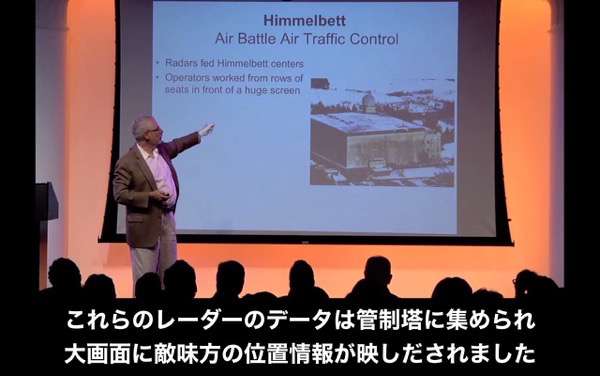 Himmelbett
Air Battle Air Traffic Control
• Radars fed Himmelbett centers
• Operators worked from rows of
seats in front of a huge screen
これらのレーダーのデータは管制塔に集められ
大画面に敵味方の位置情報が映しだされました